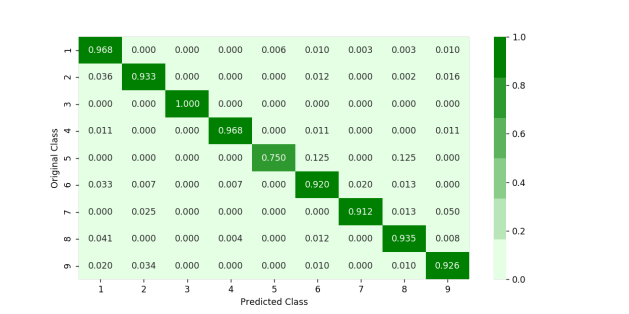 1 0.968 0.000 0.000 0.000 0.006 0.010 0.003 0.003 0.010
2 0.036 0.933 0.000 0.000 0.000 0.012 0.000 0.002 0.016
3 0.000 0.000 1.000 0.000 0.000 0.000 0.000 0.000 0.000
4 0.011 0.000 0.000 0.968 0.000 0.011 0.000 0.000 0.011
5 0.000 0.000 0.000 0.000 0.750 0.125 0.000 0.125 0.000
6 0.033 0.007 0.000 0.007 0.000 0.920 0.020 0.013 0.000
7 0.000 0.025 0.000 0.000 0.000 0.000 0.912 0.013 0.050
8 0.041 0.000 0.000 0.004 0.000 0.012 0.000 0.935 0.008
9 0.020 0.034 0.000 0.000 0.000 0.010 0.000 0.010 0.926
1 2 3 4 5 6 7 8 9
Predicted Class
Original Class
1.0
0.8
0.6
0.4
0.2
0.0